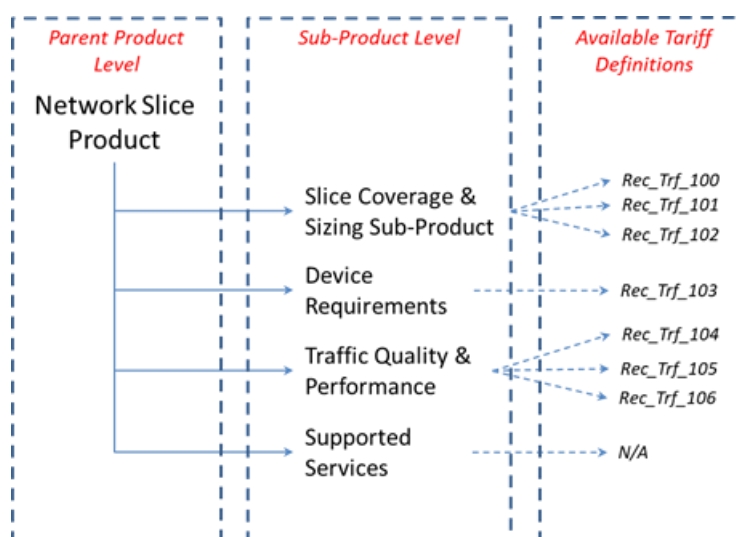 Parent Product
Level
Sub-Product Level
Available Tariff
Definitions
Network Slice
Product
Slice Coverage &
Sizing Sub-Product
Rec_Trf_100
Rec_Trf_101
Rec_Trf_102
Device
Requirements
Rec_Trf_103
Traffic Quality &
Performance
Rec_Trf_104
Rec_Trf_105
Rec_Trf_106
Supported
Services
N/A